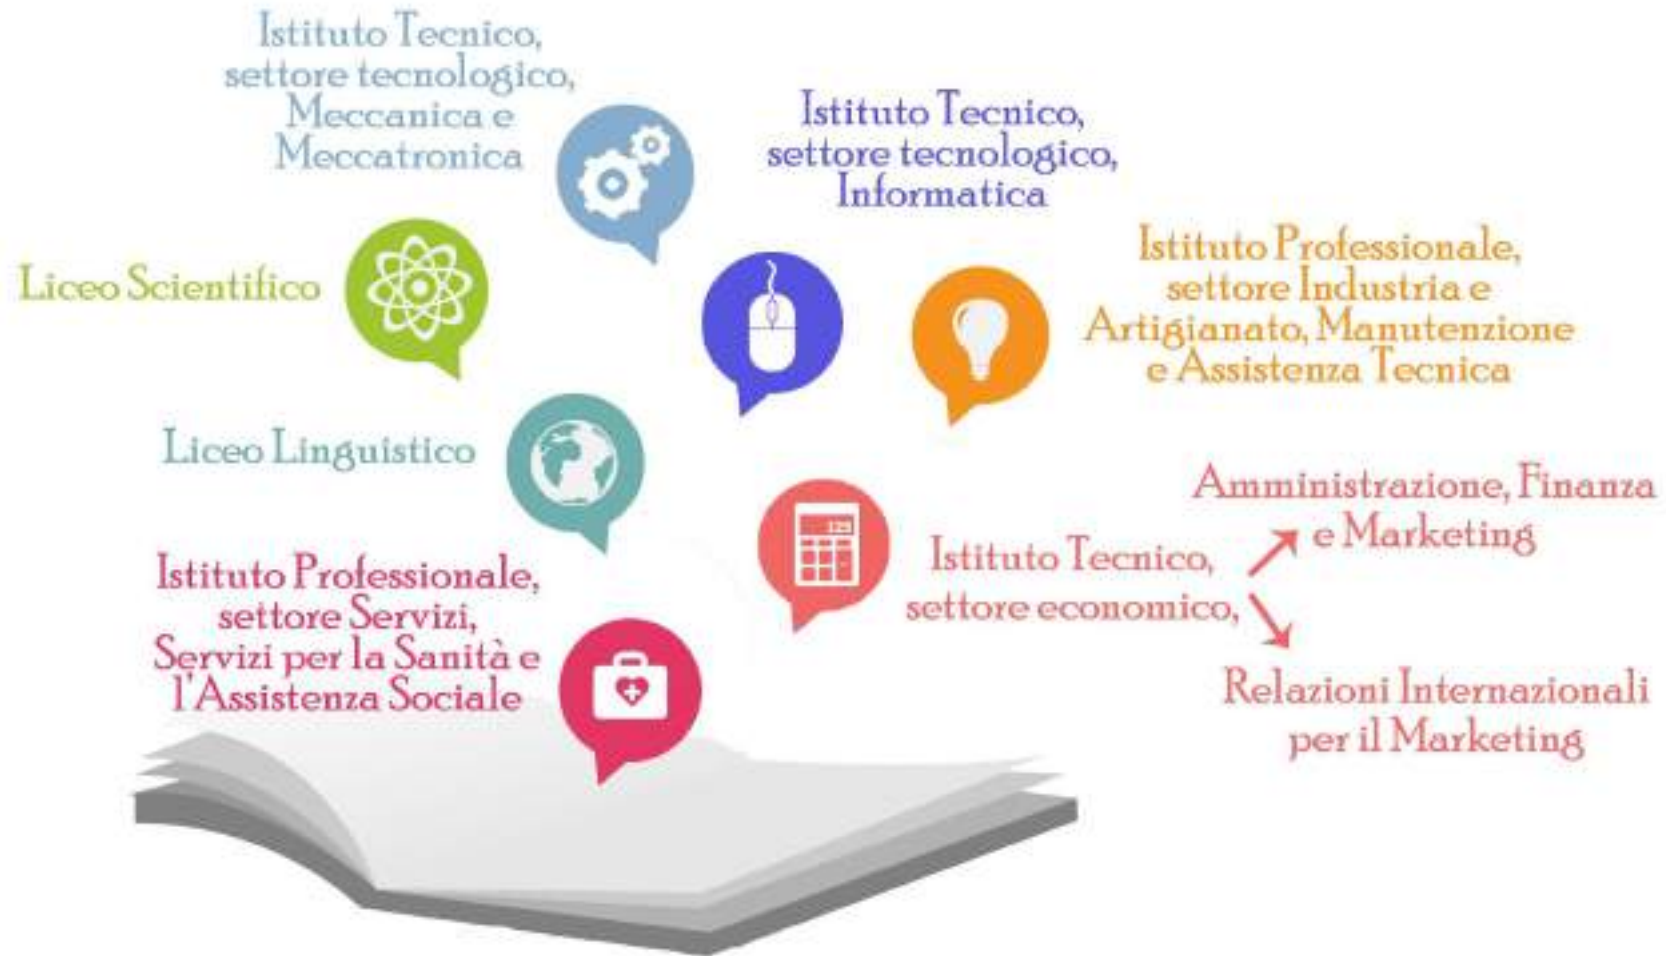 Istituto Tecnico,
settore tecnologico,
Meccanica e
Meccatronica
Istituto Tecnico,
settore tecnologico,
Informatica
Liceo Scientifico
Istituto Professionale,
settore Industria e
Artigianato, Manutenzione
e Assistenza Tecnica
Liceo Linguistico
Istituto Professionale,
settore Servizi,
Servizi per la Sanità e
l'Assistenza Sociale
123
Istituto Tecnico,
settore economico,
Amministrazione, Finanza
e Marketing
Relazioni Internazionali
per il Marketing